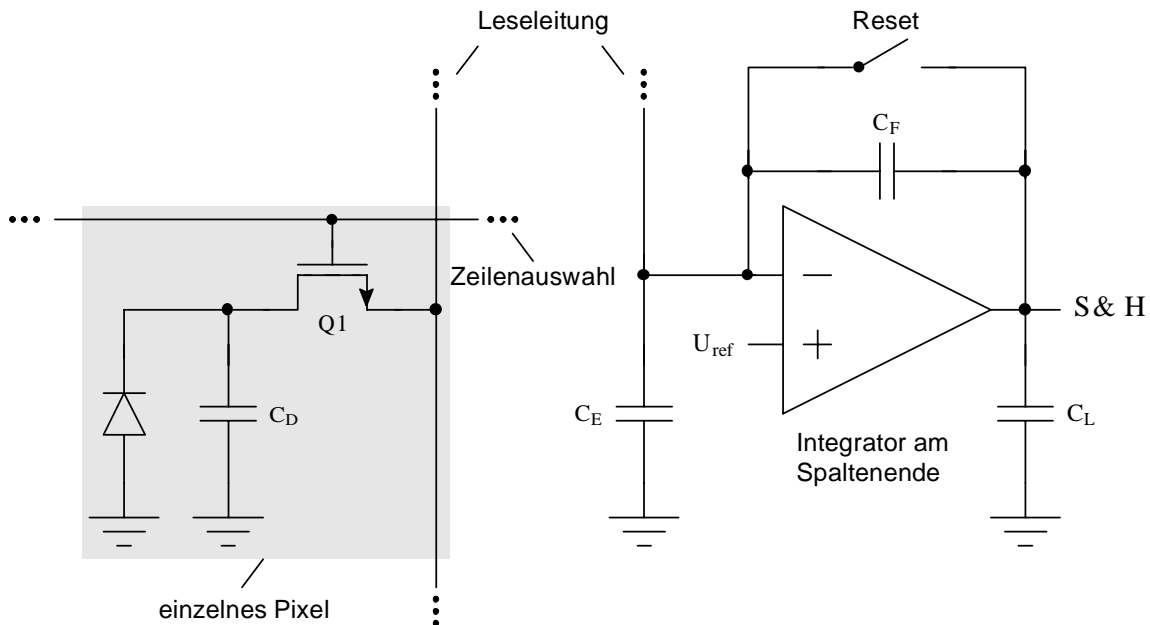 Leseleitung
Reset
C_F
Zeilenauswahl
Q1
U_ref
S & H
C_D
C_E
C_L
Integrator am
Spaltenende
einzelnes Pixel